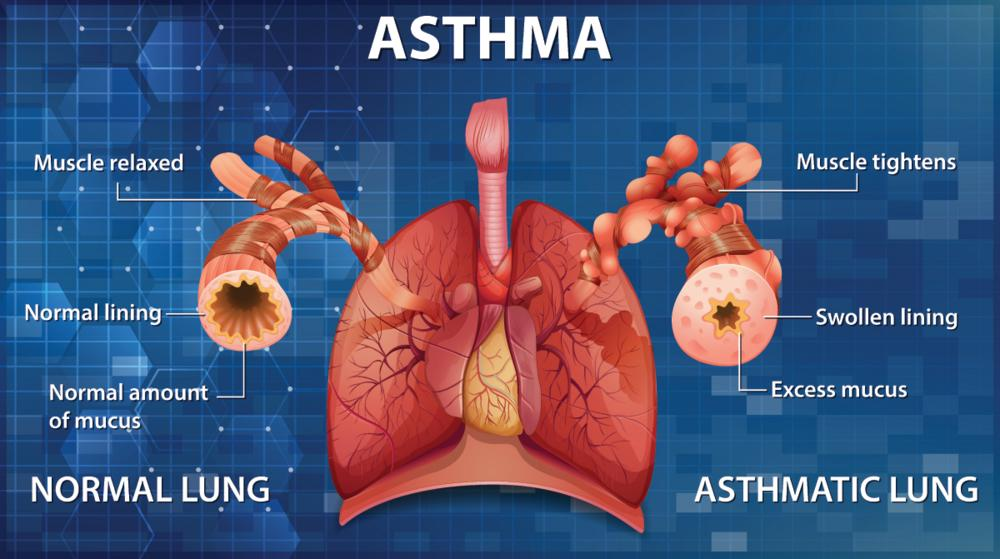 ASTHMA
Muscle relaxed
Normal lining
Normal amount
of mucus
NORMAL LUNG
Muscle tightens
Swollen lining
Excess mucus
ASTHMATIC LUNG